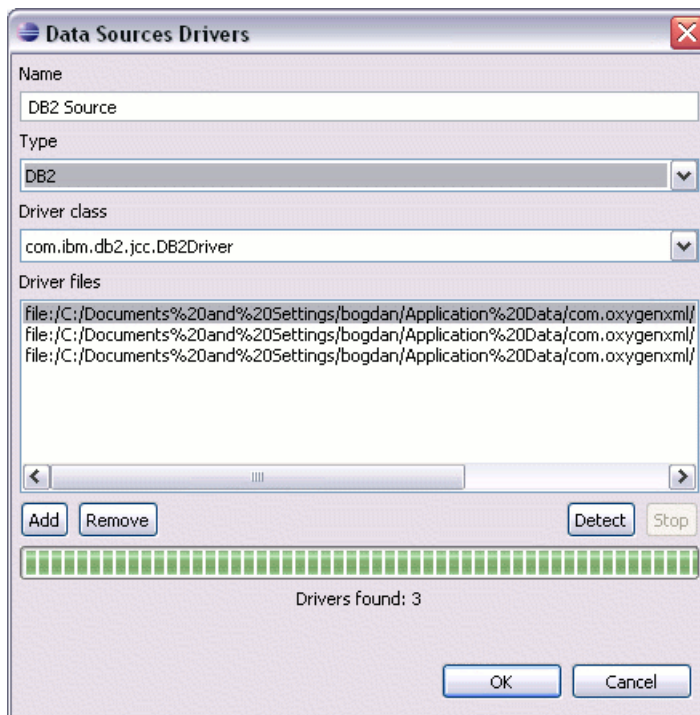 Data Sources Drivers
Name
DB2 Source
Type
DB2
Driver class
com.ibm.db2.jcc.DB2Driver
Driver files
file:/C:/Documents%20and%20Settings/bogdan/Application%20Data/com.oxygenxml/
file:/C:/Documents%20and%20Settings/bogdan/Application%20Data/com.oxygenxml/
file:/C:/Documents%20and%20Settings/bogdan/Application%20Data/com.oxygenxml/
Add Remove Detect Stop
Drivers found: 3
OK Cancel